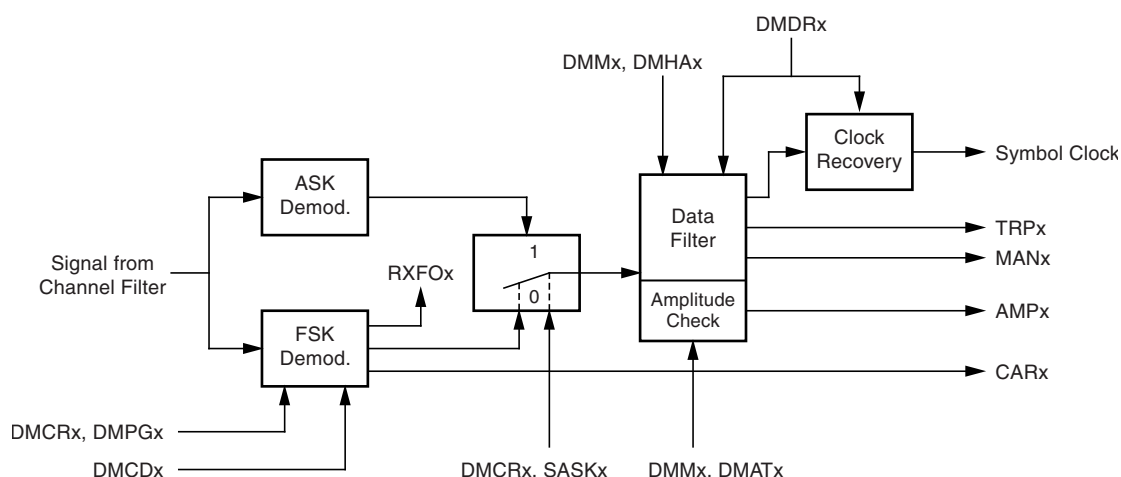 DMDRx
DMMx, DMHAx
Clock
Recovery
Symbol Clock
ASK
Demod.
Data
Filter
TRPx
MANx
Signal from
Channel Filter
RXFOx
1
0
Amplitude
Check
AMPx
FSK
Demod.
CARx
DMCRx, DMPGx
DMCDx
DMCRx, SASKx
DMMx, DMATx